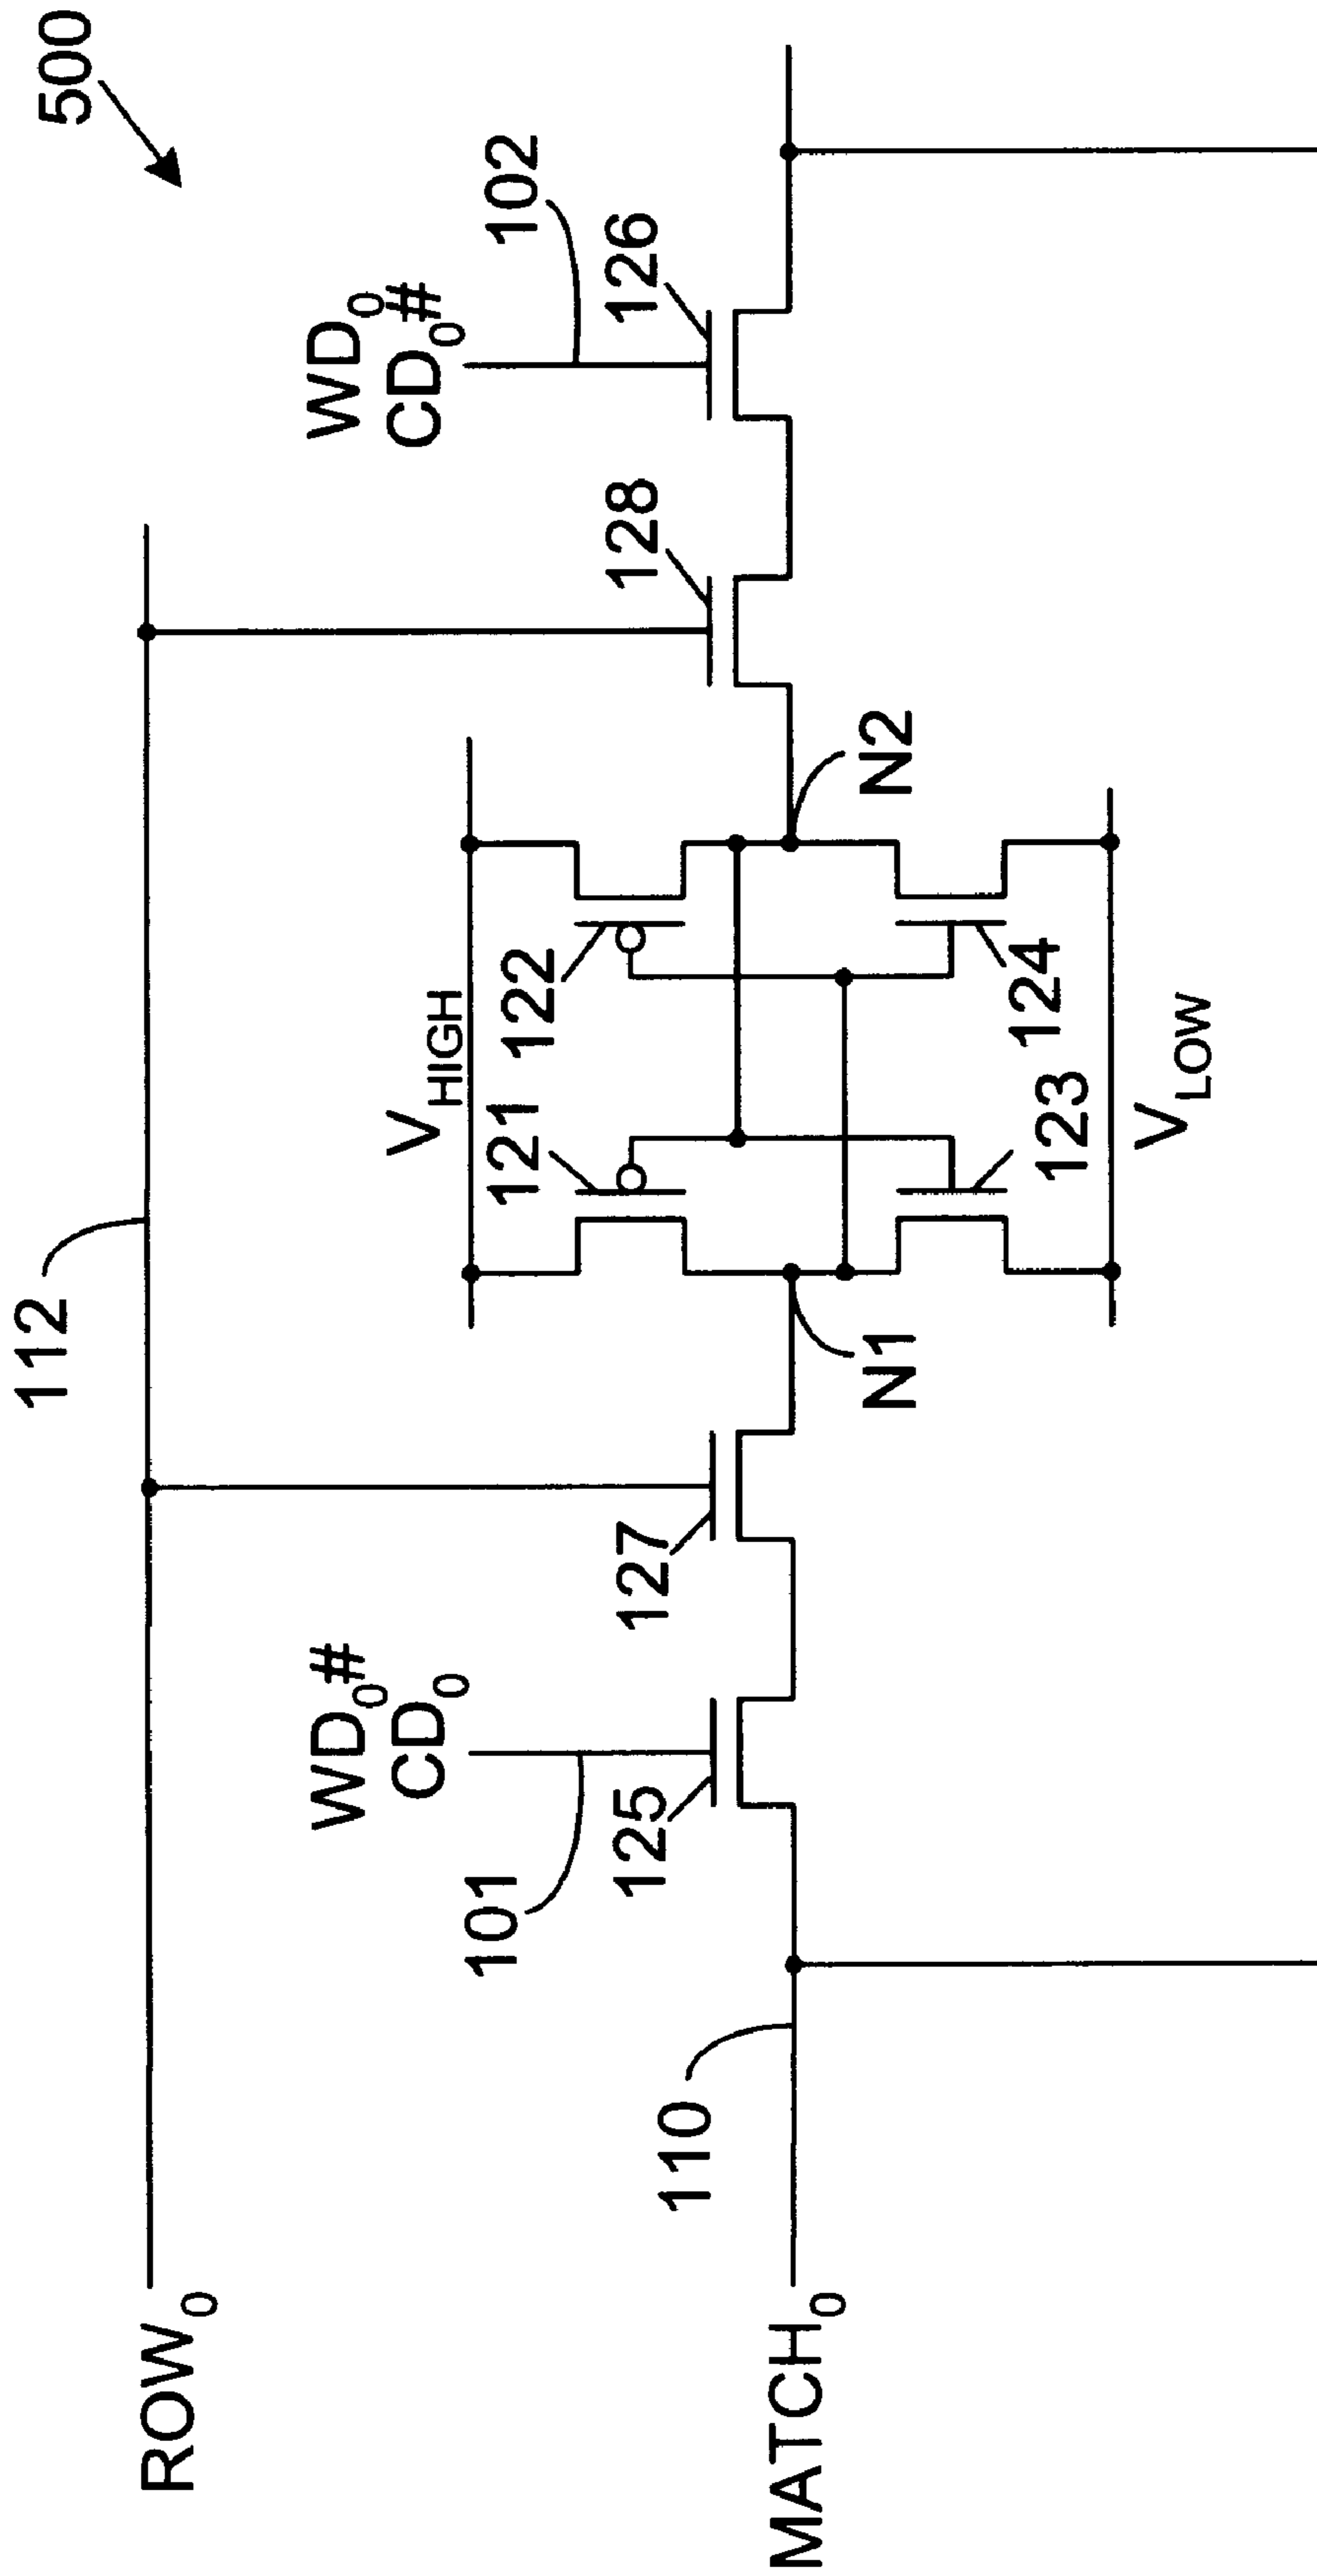 500
112
ROW0
WD0#
CD0
101
125
127
MATCH0
110
N1
VHIGH
121
122
123
124
VLOW
N2
128
WD0
CD0#
102
126